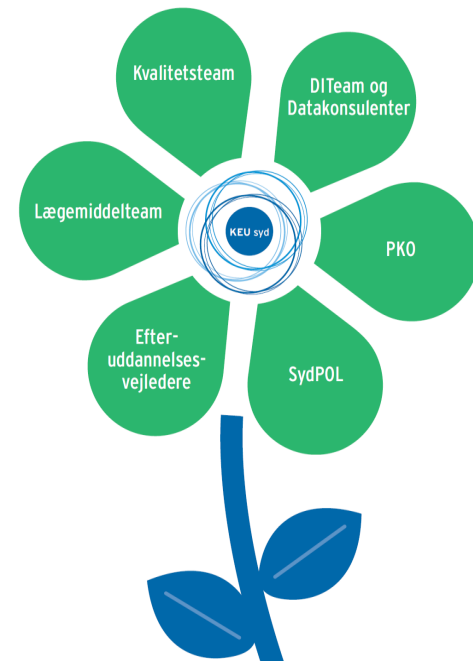 Kvalitetsteam
DITeam og
Datakonsulenter
Lægemiddelteam
KEU syd
PKO
Efter-
uddannelses-
vejledere
SydPOL